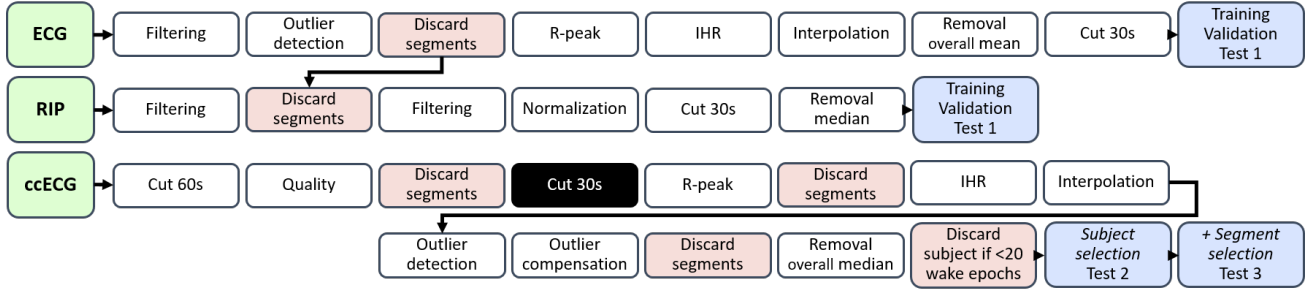 ECG
Filtering
Outlier
detection
Discard
segments
R-peak
IHR
Interpolation
Removal
overall mean
Cut 30s
Training
Validation
Test 1
RIP
Filtering
Discard
segments
Filtering
Normalization
Cut 30s
Removal
median
Training
Validation
Test 1
ccECG
Cut 60s
Quality
Discard
segments
Cut 30s
R-peak
Discard
segments
IHR
Interpolation
Outlier
detection
Outlier
compensation
Discard
segments
Removal
overall median
Discard
subject if <20
wake epochs
Subject
selection
Test 2
+ Segment
selection
Test 3